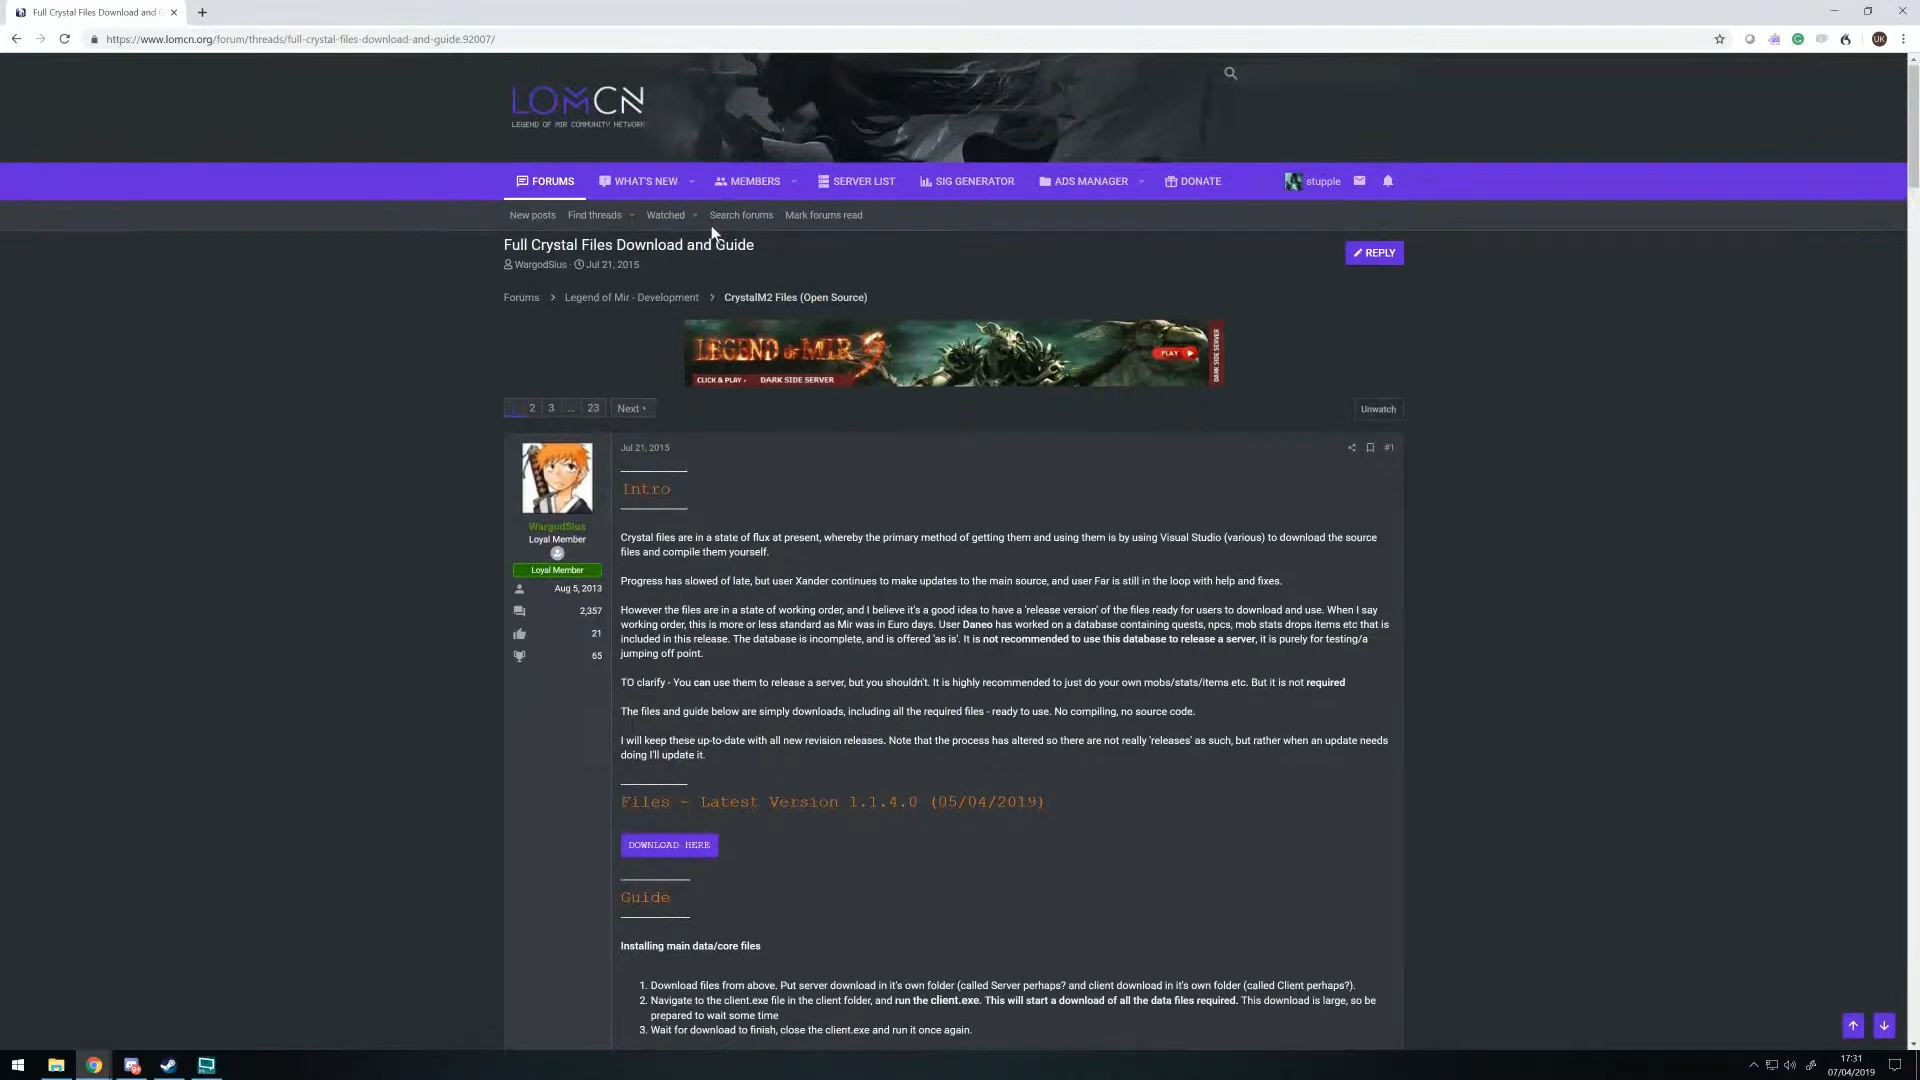 Full Crystal Files Download and G
https://www.lomcn.org/forum/threads/full-crystal-files-download-and-guide.92007/
UK
LOMCN
LEGEND OF MIR COMMUNITY NETWORK
FORUMS WHAT'S NEW MEMBERS SERVER LIST SIG GENERATOR ADS MANAGER DONATE stupple
New posts Find threads Watched Search forums Mark forums read
Full Crystal Files Download and Guide
WargodSius · Jul 21, 2015
REPLY
Forums > Legend of Mir - Development > CrystalM2 Files (Open Source)
LEGEND of MIR 3
PLAY
CLICK & PLAY DARK SIDE SERVER
DARK SIDE SERVER
2 3 ... 23 Next
Unwatch
Jul 21, 2015
#1
WargodSius
Loyal Member
Loyal Member
Aug 5, 2013
2,357
21
65
Intro
Crystal files are in a state of flux at present, whereby the primary method of getting them and using them is by using Visual Studio (various) to download the source
files and compile them yourself.
Progress has slowed of late, but user Xander continues to make updates to the main source, and user Far is still in the loop with help and fixes.
However the files are in a state of working order, and I believe it's a good idea to have a 'release version' of the files ready for users to download and use. When I say
working order, this is more or less standard as Mir was in Euro days. User Daneo has worked on a database containing quests, npcs, mob stats drops items etc that is
included in this release. The database is incomplete, and is offered 'as is'. It is not recommended to use this database to release a server, it is purely for testing/a
jumping off point.
TO clarify - You can use them to release a server, but you shouldn't. It is highly recommended to just do your own mobs/stats/items etc. But it is not required
The files and guide below are simply downloads, including all the required files - ready to use. No compiling, no source code.
I will keep these up-to-date with all new revision releases. Note that the process has altered so there are not really 'releases' as such, but rather when an update needs
doing I'll update it.
Files - Latest Version 1.1.4.0 (05/04/2019)
DOWNLOAD HERE
Guide
Installing main data/core files
1. Download files from above. Put server download in it's own folder (called Server perhaps? and client download in it's own folder (called Client perhaps?).
2. Navigate to the client.exe file in the client folder, and run the client.exe. This will start a download of all the data files required. This download is large, so be
prepared to wait some time
3. Wait for download to finish, close the client.exe and run it once again.
17:31
07/04/2019